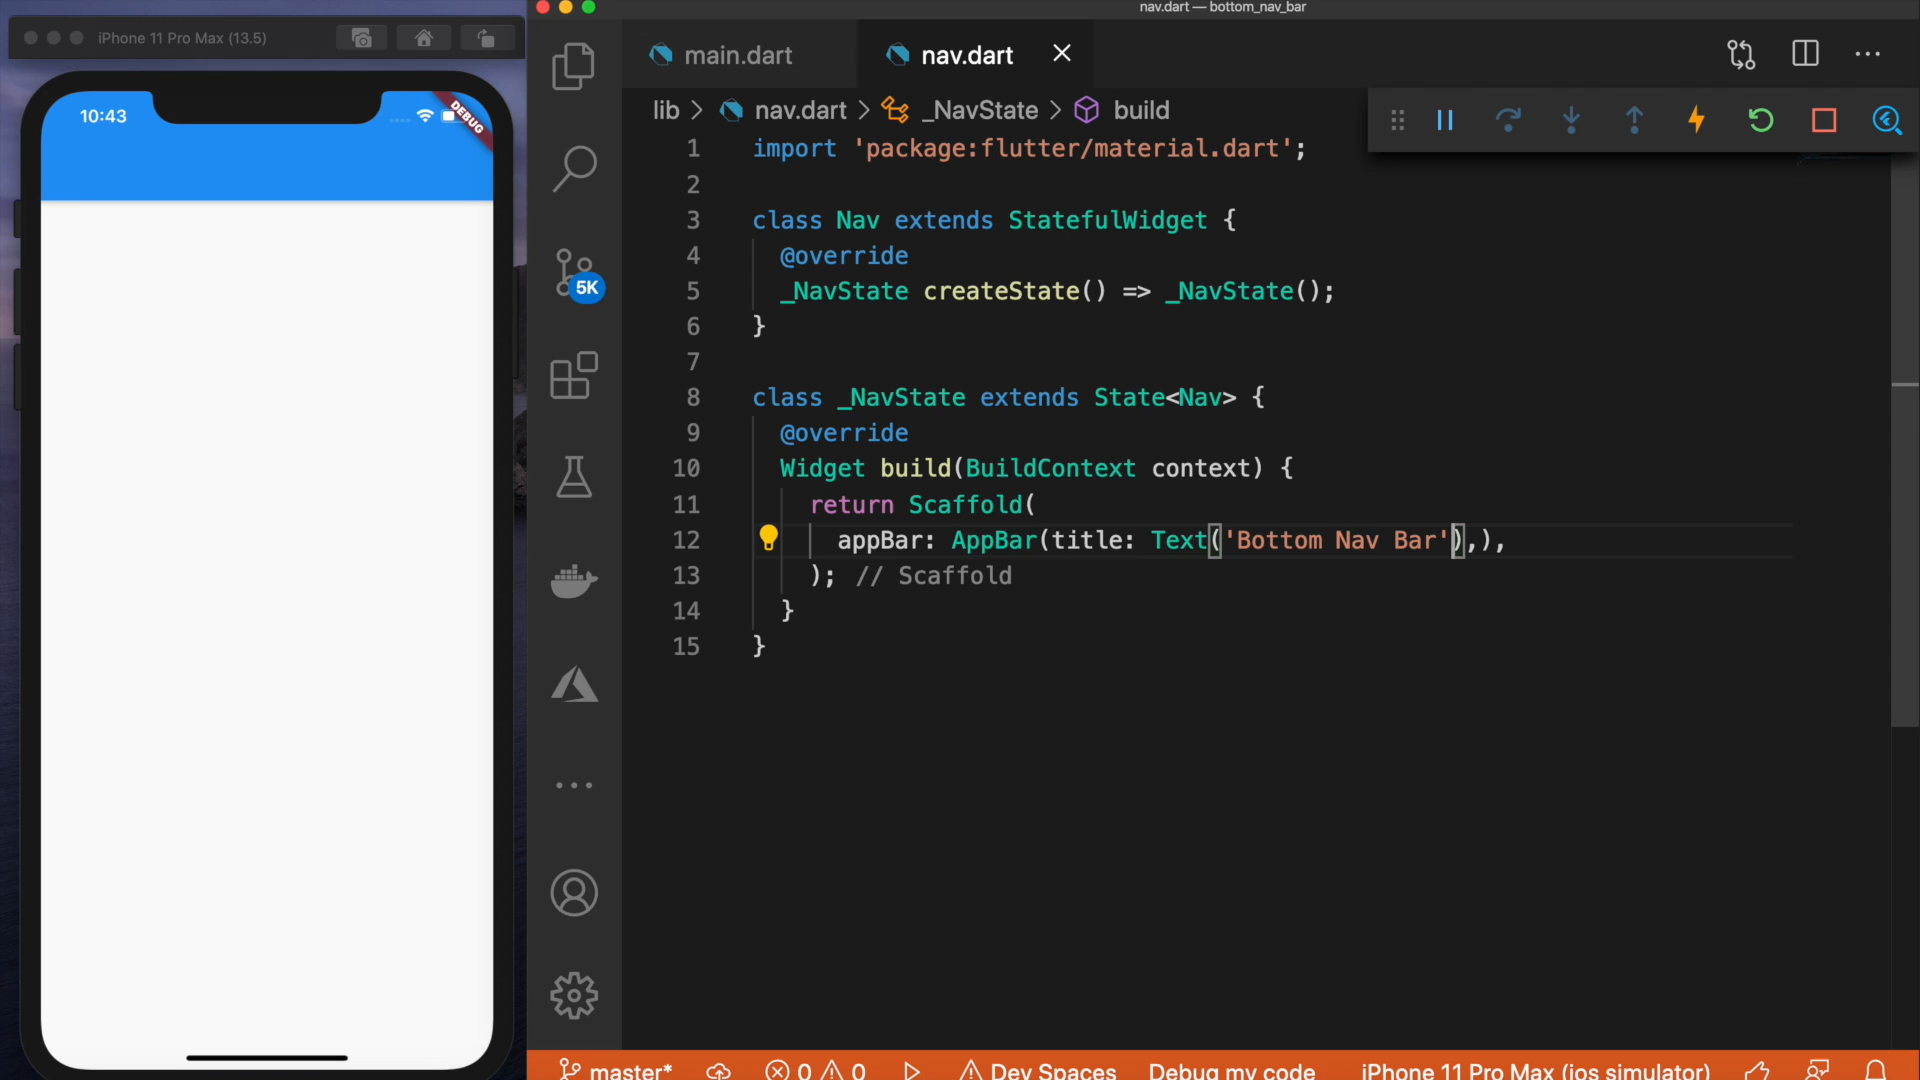 iPhone 11 Pro Max (13.5)
10:43
DEBUG
nav.dart — bottom_nav_bar
main.dart
nav.dart
5K
lib > nav.dart > _NavState > build
1 import 'package:flutter/material.dart';
2
3 class Nav extends StatefulWidget {
4 @override
5 _NavState createState() => _NavState();
6 }
7
8 class _NavState extends State<Nav> {
9 @override
10 Widget build(BuildContext context) {
11 return Scaffold(
12 appBar: AppBar(title: Text('Bottom Nav Bar'),),
13 ); // Scaffold
14 }
15 }
master* 0 0 Dev Spaces Debug my code iPhone 11 Pro Max (ios simulator)